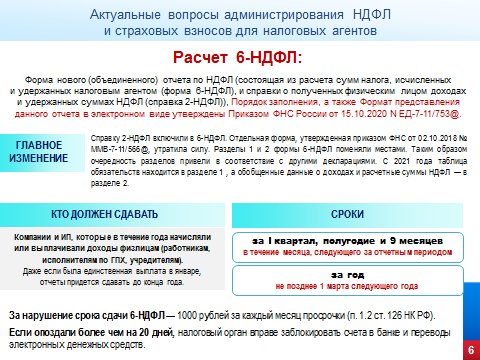 Актуальные вопросы администрирования НДФЛ
и страховых взносов для налоговых агентов
Расчет 6-НДФЛ:
Форма нового (объединенного) отчета по НДФЛ (состоящая из расчета сумм налога, исчисленных
и удержанных налоговым агентом (форма 6-НДФЛ), и справки о полученных физическим лицом доходах
и удержанных суммах НДФЛ (справка 2-НДФЛ)), Порядок заполнения, а также Формат представления
данного отчета в электронном виде утверждены Приказом ФНС России от 15.10.2020 N ЕД-7-11/753@.
ГЛАВНОЕ
ИЗМЕНЕНИЕ
Справку 2-НДФЛ включили в 6-НДФЛ. Отдельная форма, утвержденная приказом ФНС от 02.10.2018 №
ММВ-7-11/566@, утратила силу. Разделы 1 и 2 формы 6-НДФЛ поменяли местами. Таким образом
очередность разделов привели в соответствие с другими декларациями. С 2021 года таблица
обязательств находится в разделе 1 , а обобщенные данные о доходах и расчетные суммы НДФЛ — в
разделе 2.
КТО ДОЛЖЕН СДАВАТЬ
Компании и ИП, которые в течение года начисляли
или выплачивали доходы физлицам (работникам,
исполнителям по ГПХ, учредителям).
Даже если была единственная выплата в январе,
отчеты придется сдавать до конца года.
СРОКИ
за I квартал, полугодие и 9 месяцев
в течение месяца, следующего за отчетным периодом
за год
не позднее 1 марта следующего года
За нарушение срока сдачи 6-НДФЛ — 1000 рублей за каждый месяц просрочки (п. 1.2 ст. 126 НК РФ).
Если опоздали более чем на 20 дней, налоговый орган вправе заблокировать счета в банке и переводы
электронных денежных средств.
6